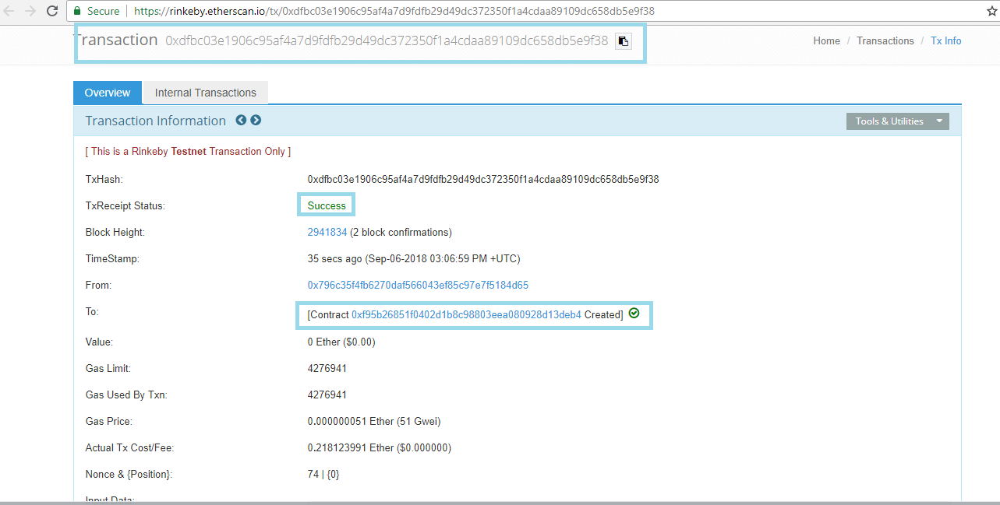 Secure https://rinkeby.etherscan.io/tx/0xdfbc03e1906c95af4a7d9fdfb29d49dc372350f1a4cdaa89109dc658db5e9f38
Transaction 0xdfbc03e1906c95af4a7d9fdfb29d49dc372350f1a4cdaa89109dc658db5e9f38
Home / Transactions / Tx Info
Overview Internal Transactions
Transaction Information Tools & Utilities
[ This is a Rinkeby Testnet Transaction Only ]
TxHash: 0xdfbc03e1906c95af4a7d9fdfb29d49dc372350f1a4cdaa89109dc658db5e9f38
TxReceipt Status: Success
Block Height: 2941834 (2 block confirmations)
TimeStamp: 35 secs ago (Sep-06-2018 03:06:59 PM +UTC)
From: 0x796c35f4fb6270daf566043ef85c97e7f5184d65
To: [Contract 0xf95b26851f0402d1b8c98803eea080928d13deb4 Created]
Value: 0 Ether ($0.00)
Gas Limit: 4276941
Gas Used By Txn: 4276941
Gas Price: 0.000000051 Ether (51 Gwei)
Actual Tx Cost/Fee: 0.218123991 Ether ($0.000000)
Nonce & {Position}: 74 | {0}
Input Data: